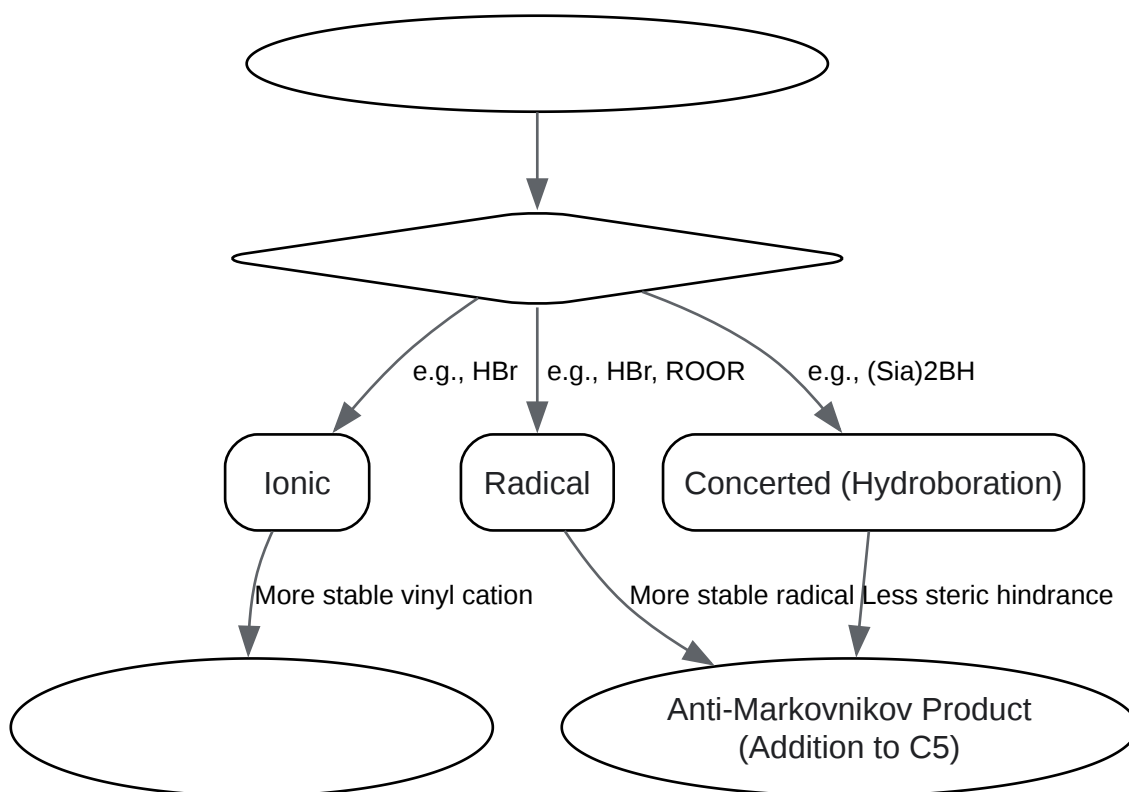 e.g., HBr
e.g., HBr, ROOR
e.g., (Sia)2BH
Ionic
Radical
Concerted (Hydroboration)
More stable vinyl cation
More stable radical
Less steric hindrance
Anti-Markovnikov Product
(Addition to C5)